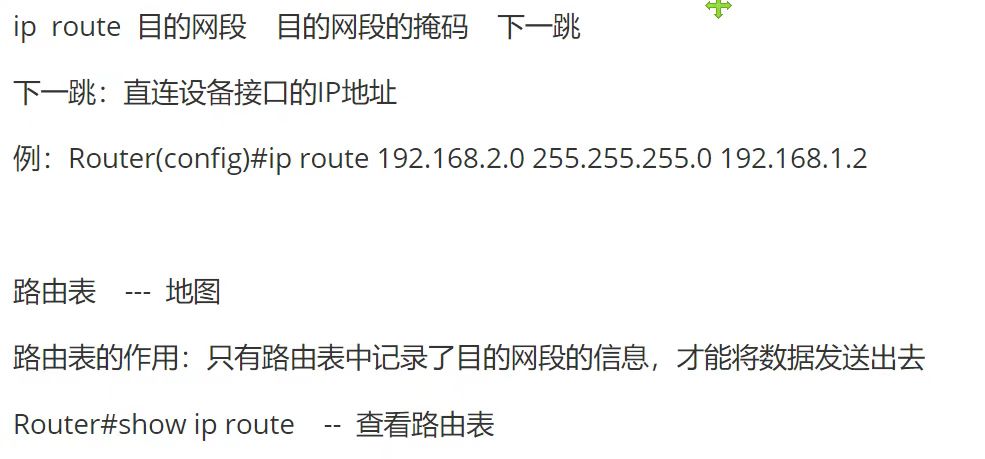 ip route 目的网段 目的网段的掩码 下一跳
下一跳：直连设备接口的IP地址
例：Router(config)#ip route 192.168.2.0 255.255.255.0 192.168.1.2
路由表 --- 地图
路由表的作用：只有路由表中记录了目的网段的信息，才能将数据发送出去
Router#show ip route -- 查看路由表